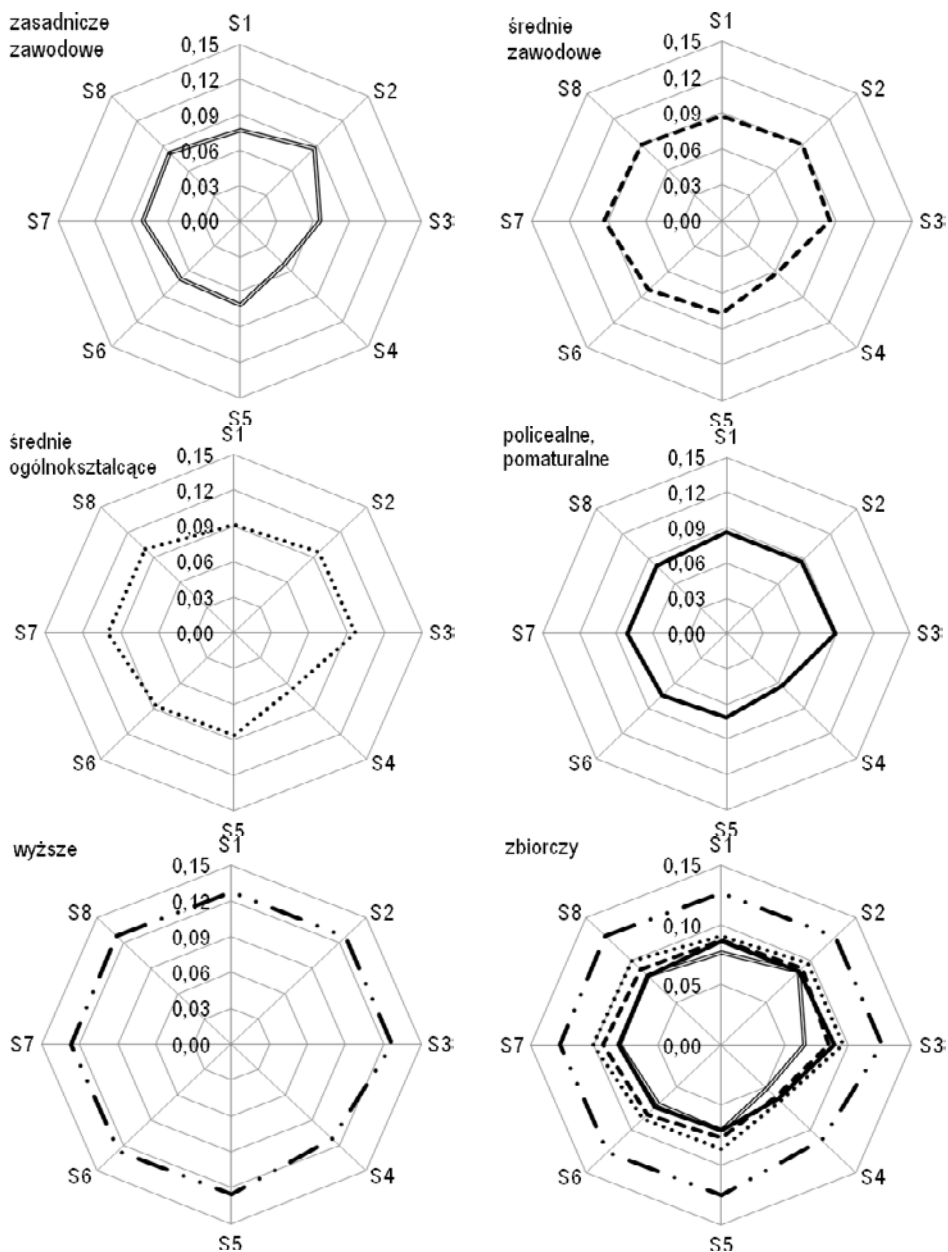 zasadnicze
zawodowe
S1
0,15
0,12
0,09
0,06
0,03
0,00
S2
S3
S4
S5
S6
S7
S8
średnie
zawodowe
S1
0,15
0,12
0,09
0,06
0,03
0,00
S2
S3
S4
S5
S6
S7
S8
średnie
ogólnokształcące
S1
0,15
0,12
0,09
0,06
0,03
0,00
S2
S3
S4
S5
S6
S7
S8
policealne,
pomaturalne
S1
0,15
0,12
0,09
0,06
0,03
0,00
S2
S3
S4
S5
S6
S7
S8
wyższe
S1
0,15
0,12
0,09
0,06
0,03
0,00
S2
S3
S4
S5
S6
S7
S8
zbiorczy
S1
0,15
0,10
0,05
0,00
S2
S3
S4
S5
S6
S7
S8